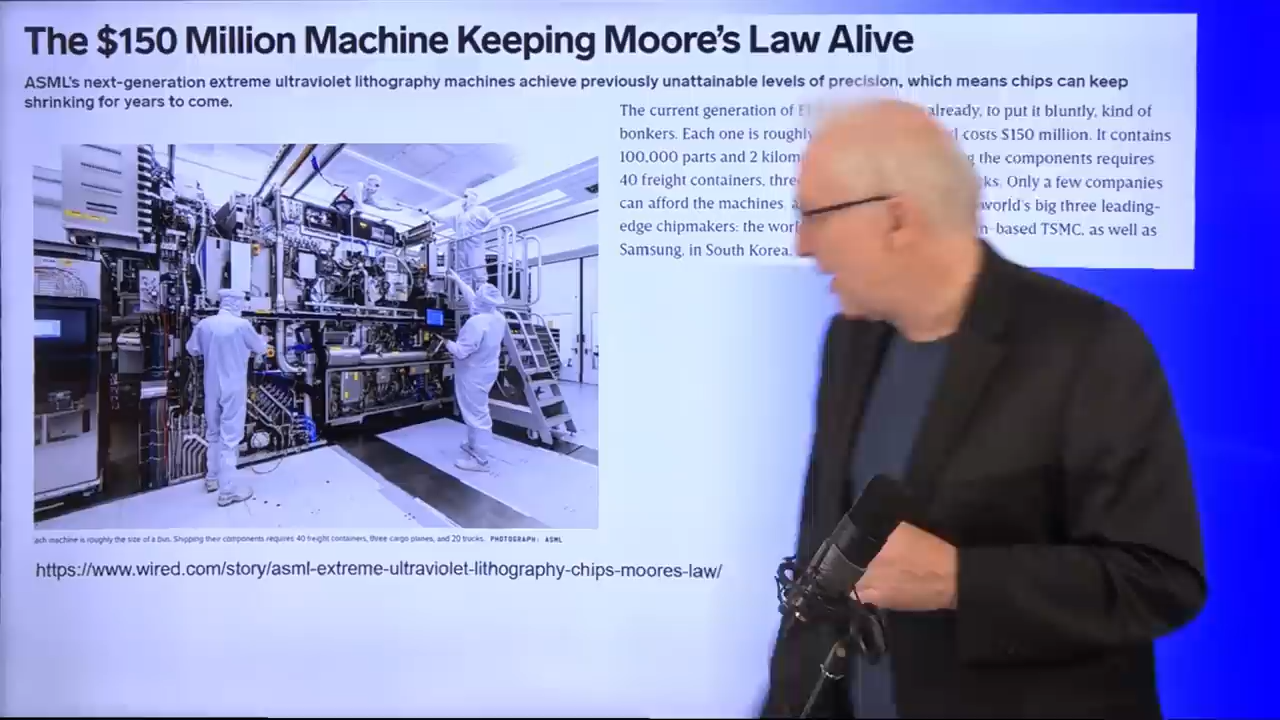 The $150 Million Machine Keeping Moore's Law Alive
ASML's next-generation extreme ultraviolet lithography machines achieve previously unattainable levels of precision, which means chips can keep
shrinking for years to come.
The current generation of already, to put it bluntly, kind of
bonkers. Each one is roughly costs $150 million. It contains
100,000 parts and 2 the components requires
40 freight containers, Only a few companies
can afford the machines world's big three leading-
edge chipmakers: the based TSMC, as well as
Samsung, in South Korea.
ach machine is roughly the size of a bus. Shipping their components requires 40 freight containers, three cargo planes, and 20 trucks. PHOTOGRAPH: ASML
https://www.wired.com/story/asml-extreme-ultraviolet-lithography-chips-moores-law/